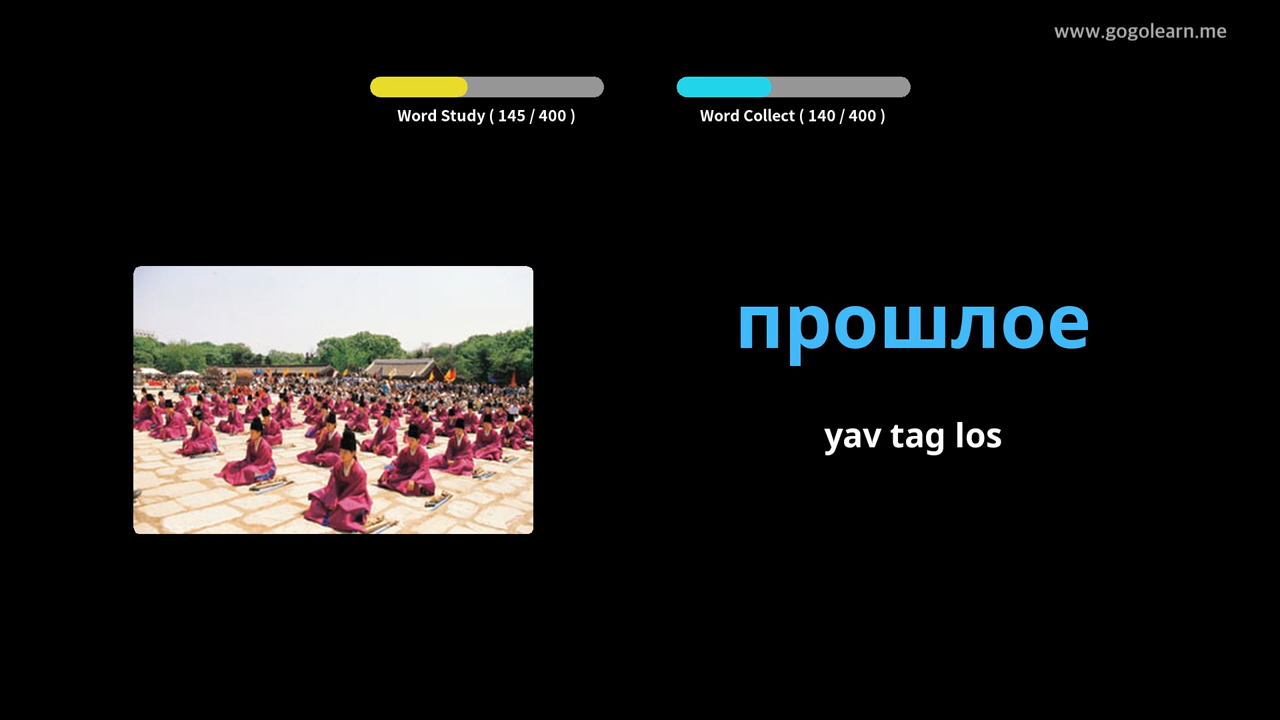 www.gogolearn.me
Word Study ( 145 / 400 )
Word Collect ( 140 / 400 )
прошлое
yav tag los